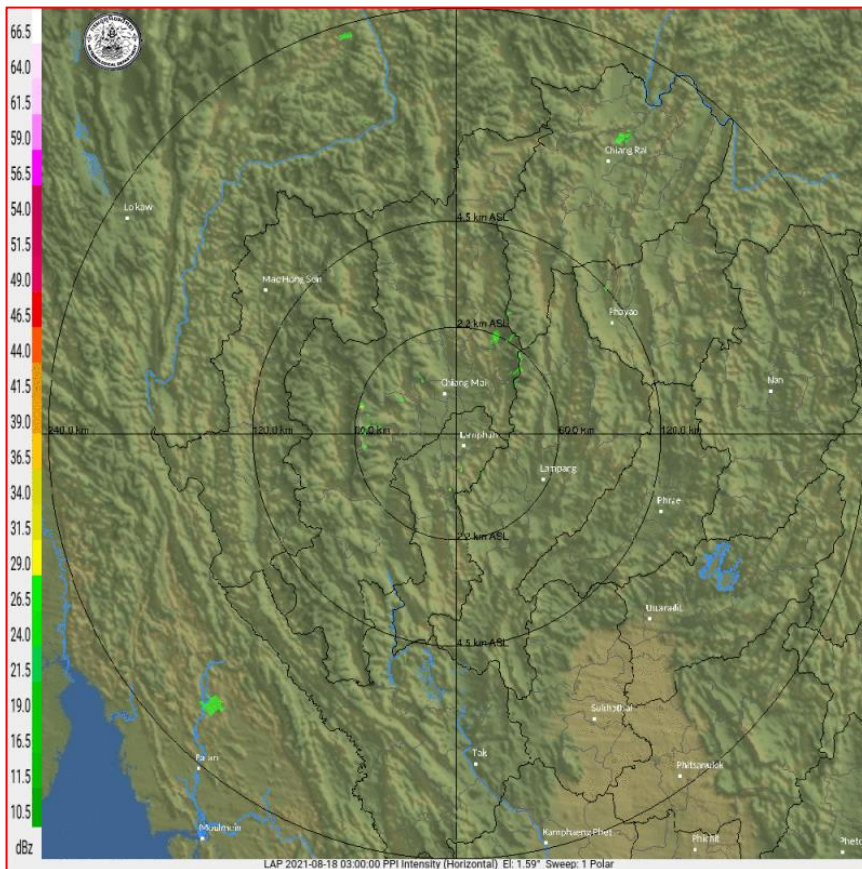 66.5
64.0
61.5
59.0
56.5
54.0
51.5
49.0
46.5
44.0
41.5
39.0
36.5
34.0
31.5
29.0
26.5
24.0
21.5
19.0
16.5
11.5
10.5
dBz
Chiang Rai
Loikaw
4.5 km ASL
Mae Hong Son
Phayao
2.2 km ASL
Chiang Mai
Nan
240.0 km
120.0 km
60.0 km
60.0 km
120.0 km
Lamphun
Lampang
Phrae
2.2 km ASL
Uttaradit
4.5 km ASL
Sukhothai
Tak
Pa-an
Phitsanulok
Moulmein
Kamphaeng Phet
Phichit
LAP 2021-08-18 03:00:00 PPI Intensity (Horizontal) El: 1.59° Sweep: 1 Polar